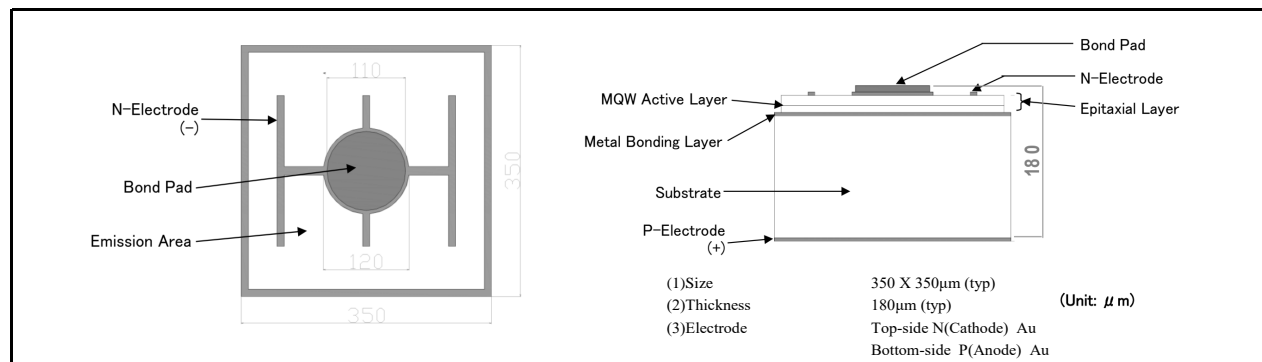 110
N-Electrode
(-)
Bond Pad
Emission Area
350
120
350
Bond Pad
N-Electrode
MQW Active Layer
Epitaxial Layer
Metal Bonding Layer
180
Substrate
P-Electrode
(+)
(1)Size 350 X 350μm (typ)
(2)Thickness 180μm (typ) (Unit: μm)
(3)Electrode Top-side N(Cathode) Au
Bottom-side P(Anode) Au